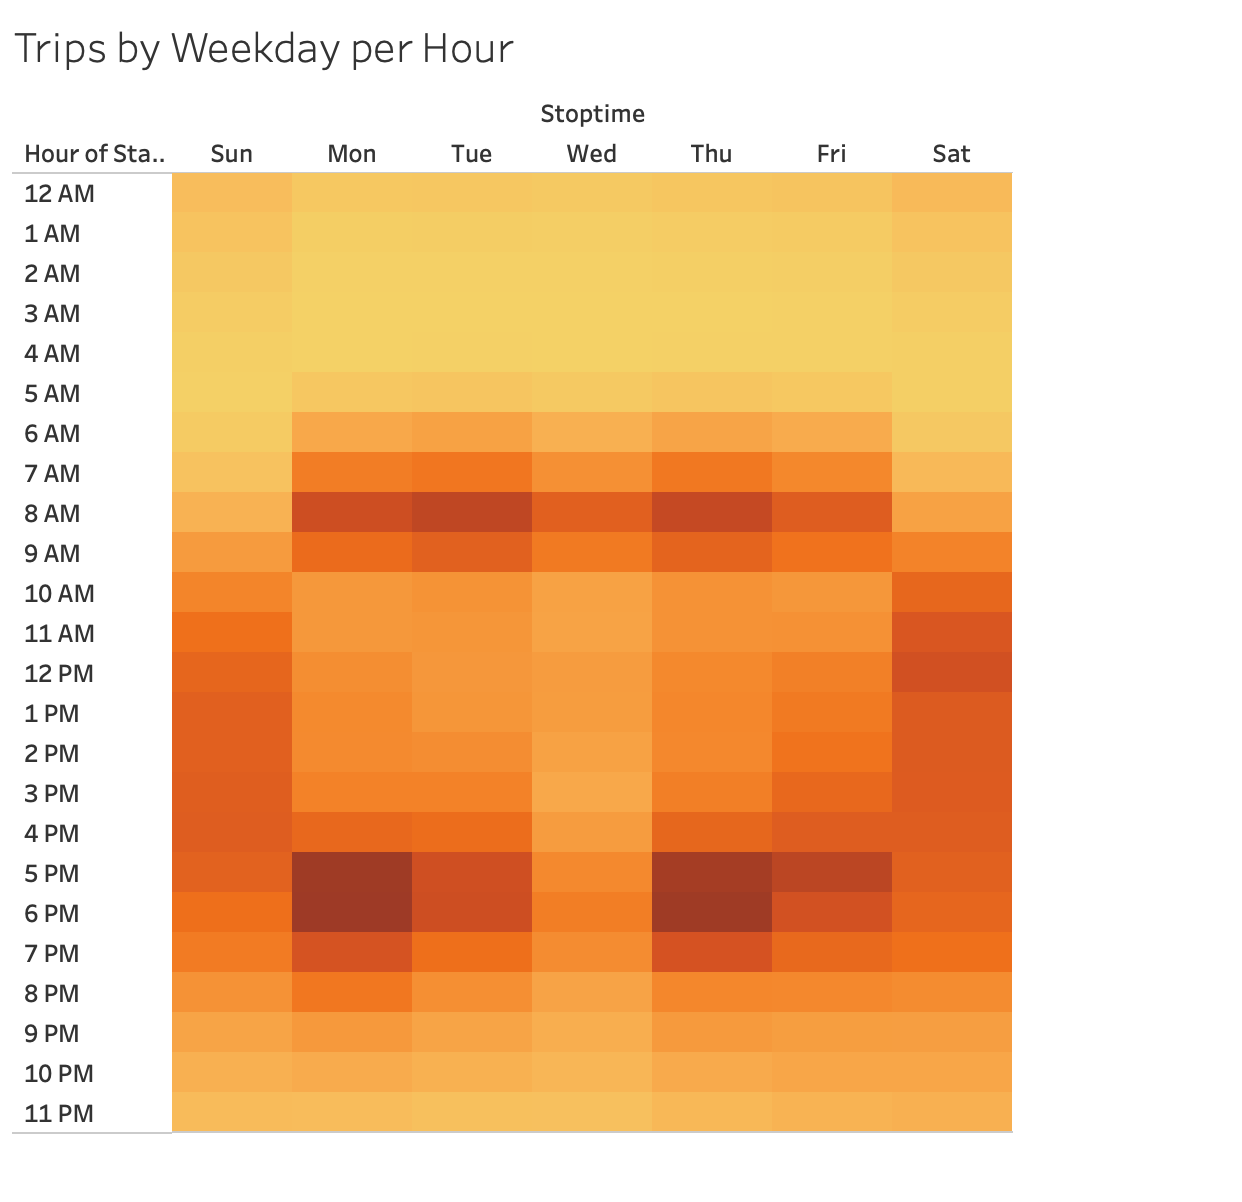 Trips by Weekday per Hour
Stoptime
Hour of Sta.. Sun Mon Tue Wed Thu Fri Sat
12 AM
1 AM
2 AM
3 AM
4 AM
5 AM
6 AM
7 AM
8 AM
9 AM
10 AM
11 AM
12 PM
1 PM
2 PM
3 PM
4 PM
5 PM
6 PM
7 PM
8 PM
9 PM
10 PM
11 PM